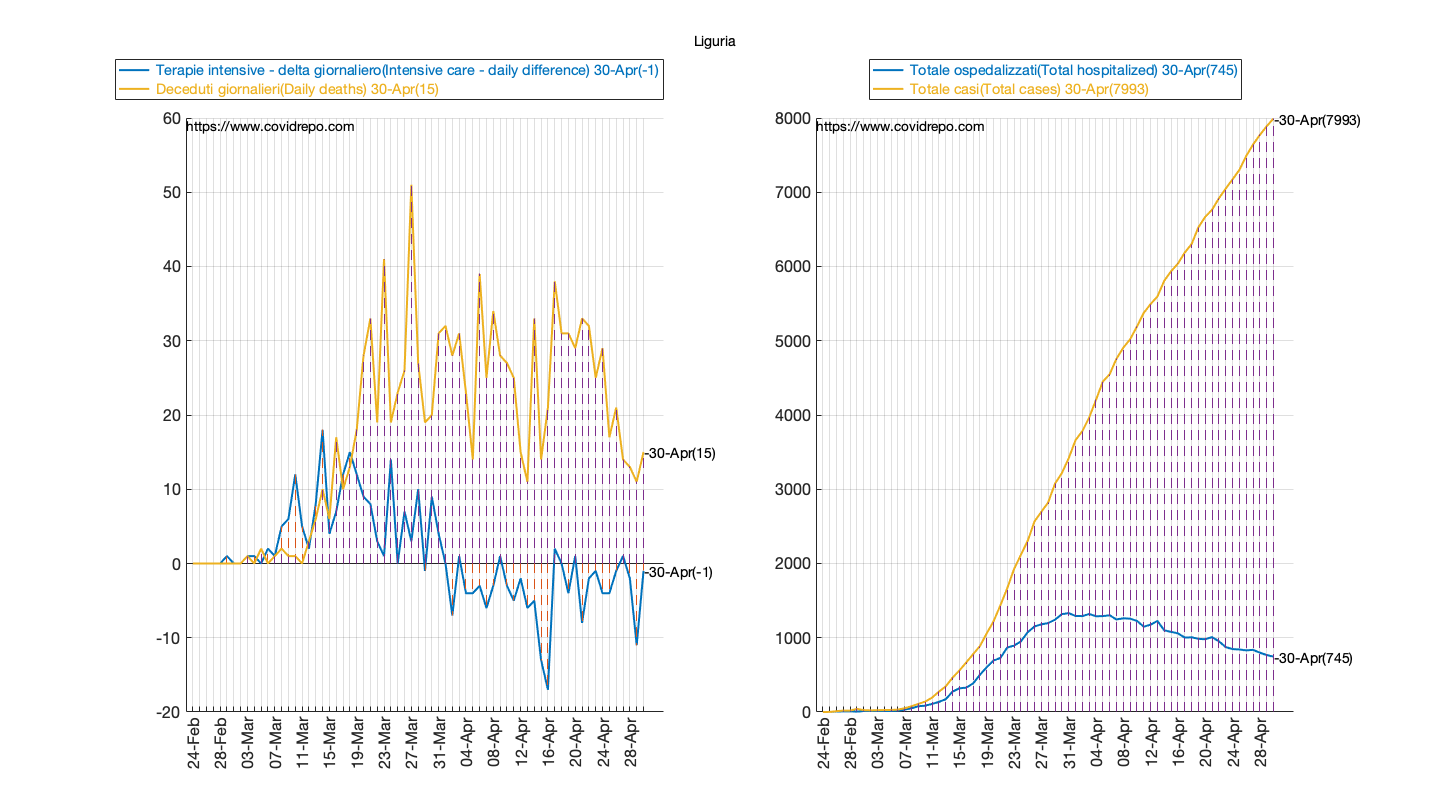 Liguria
Terapie intensive - delta giornaliero(Intensive care - daily difference) 30-Apr(-1)
Deceduti giornalieri(Daily deaths) 30-Apr(15)
https://www.covidrepo.com
60
50
40
30
20
10
0
-10
-20
-30-Apr(15)
-30-Apr(-1)
24-Feb
28-Feb
03-Mar
07-Mar
11-Mar
15-Mar
19-Mar
23-Mar
27-Mar
31-Mar
04-Apr
08-Apr
12-Apr
16-Apr
20-Apr
24-Apr
28-Apr
Totale ospedalizzati(Total hospitalized) 30-Apr(745)
Totale casi(Total cases) 30-Apr(7993)
https://www.covidrepo.com
8000
7000
6000
5000
4000
3000
2000
1000
0
-30-Apr(7993)
-30-Apr(745)
24-Feb
28-Feb
03-Mar
07-Mar
11-Mar
15-Mar
19-Mar
23-Mar
27-Mar
31-Mar
04-Apr
08-Apr
12-Apr
16-Apr
20-Apr
24-Apr
28-Apr